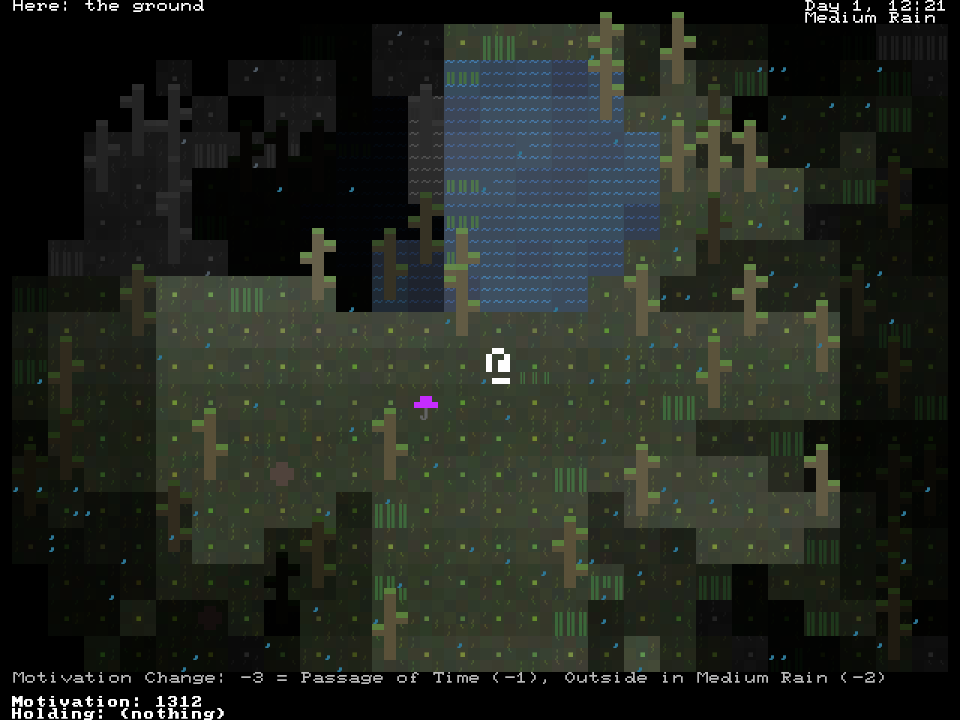 Here: the ground
Day 1, 12:21
Medium Rain
Motivation Change: -3 = Passage of Time (-1), Outside in Medium Rain (-2)
Motivation: 1312
Holding: (nothing)